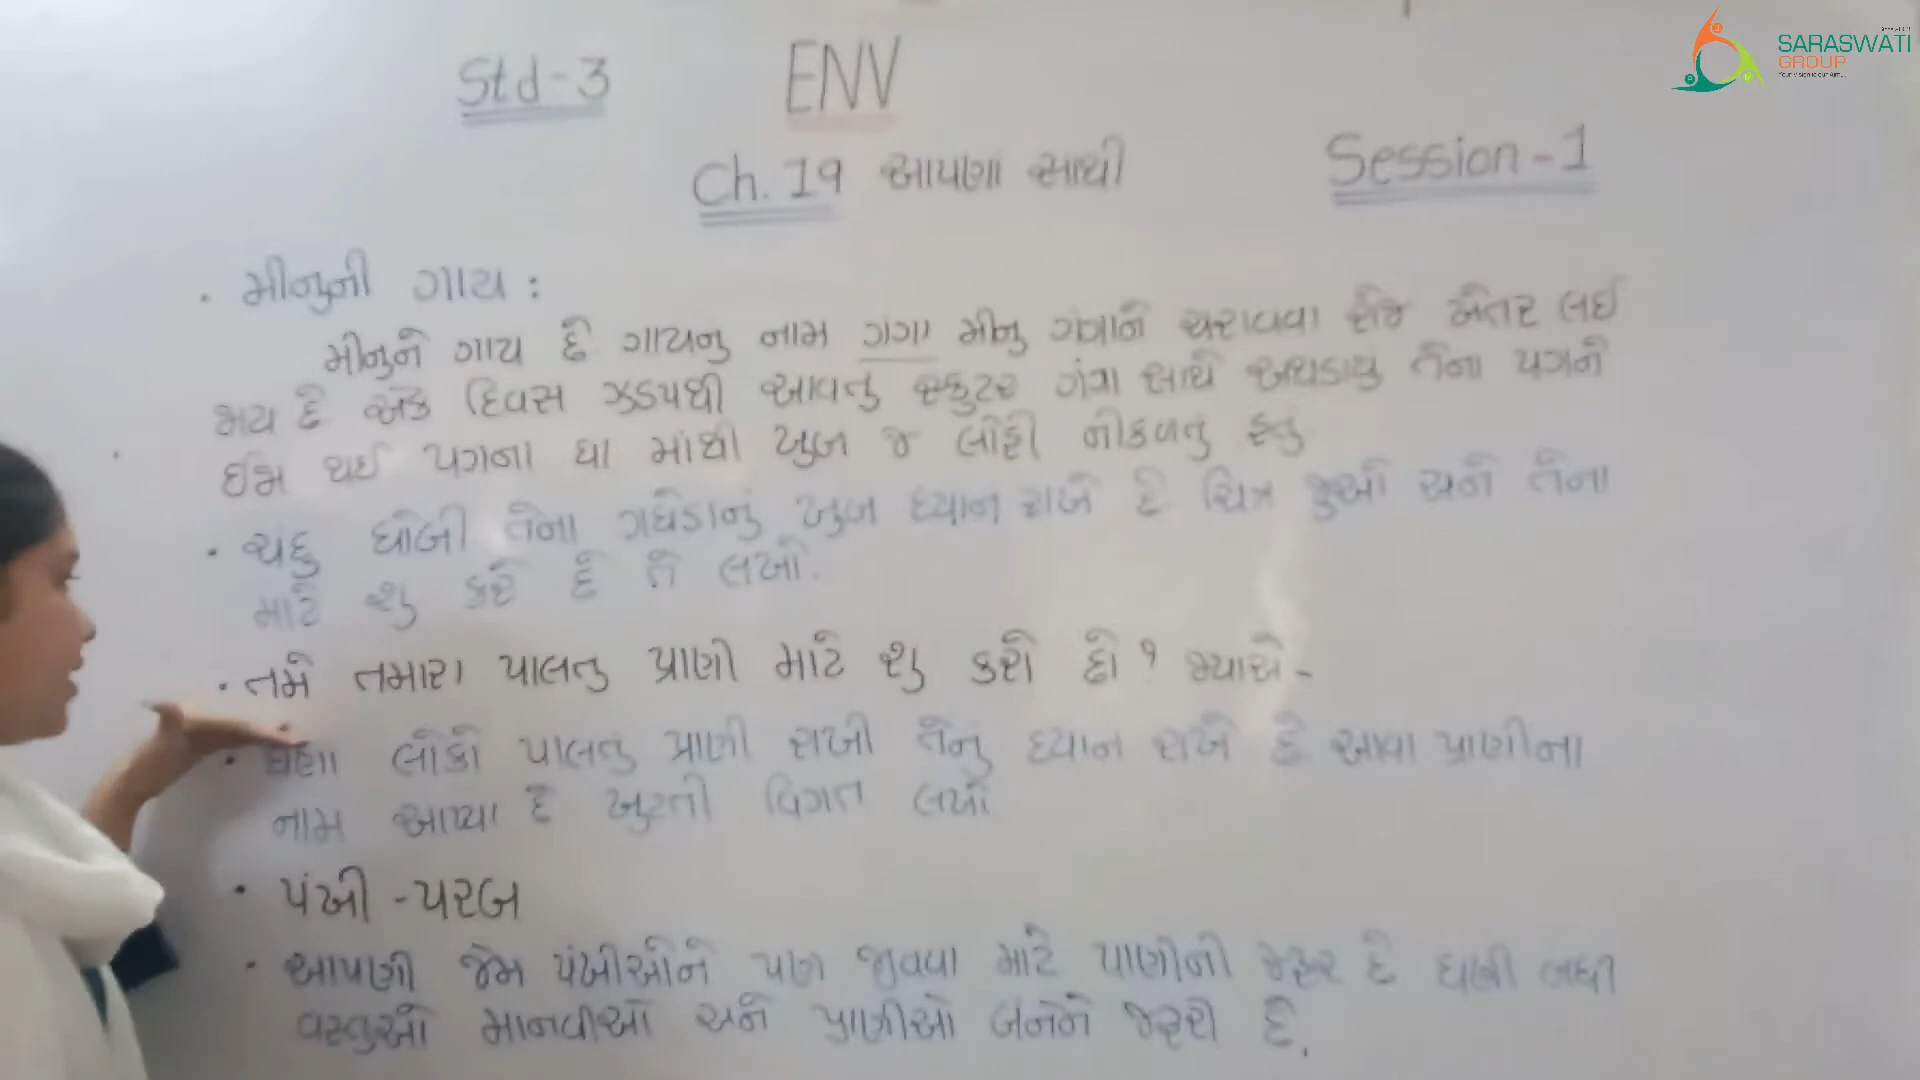 SARASWATI
GROUP
Std-3 ENV
Ch. 19 આપણા સાથી Session-1
• મીનુની ગાય :
મીનુને ગાય છે ગાયનુ નામ ગંગા મીનુ ગંગાને ચરાવવા રોજ ખેતર લઈ
જાય છે એક દિવસ ઝડપથી આવતુ સ્કુટર ગંગા સાથે અથડાયું તેના પગને
ઈજા થઈ પગના ઘા માંથી ખુબ જ લોહી નીકળતુ હતુ
• ચંદુ ધોબી તેના ગધેડાનું ખુબ ધ્યાન રાખે છે ચિત્ર જુઓ અને તેના
માટે શુ કરે છે તે લખો.
• તમે તમારા પાલતુ પ્રાણી માટે શુ કરો છો ?
• ઘણા લોકો પાલતુ પ્રાણી રાખી તેનુ ધ્યાન રાખે છે આવા પ્રાણીના
નામ આપ્યા છે ખુટતી વિગત લખો
• પંખી - પરબ
• આપણી જેમ પંખીઓને પણ જીવવા માટે પાણીની જરૂર છે ઘણી બધી
વસ્તુઓ માનવીઓ અને પ્રાણીઓ બંનેને જરૂરી છે.